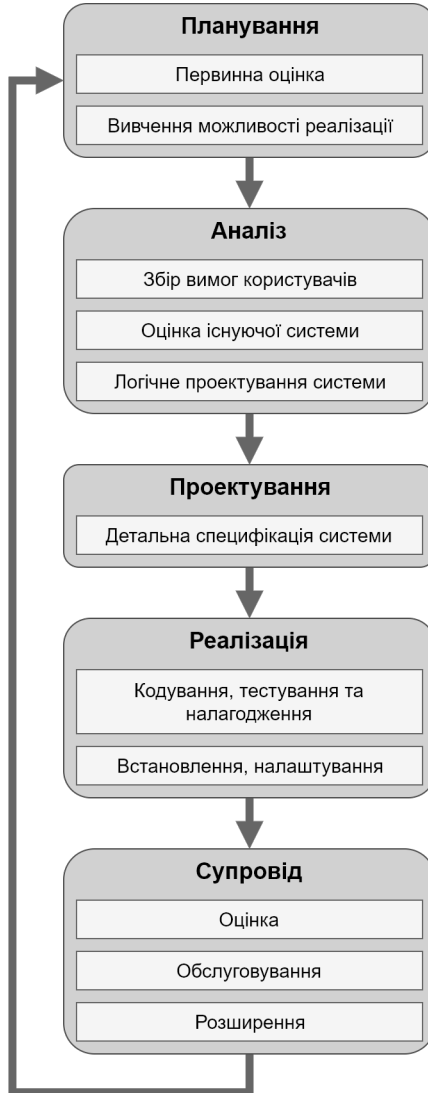 Планування
Первинна оцінка
Вивчення можливості реалізації
Аналіз
Збір вимог користувачів
Оцінка існуючої системи
Логічне проектування системи
Проектування
Детальна специфікація системи
Реалізація
Кодування, тестування та
налагодження
Встановлення, налаштування
Супровід
Оцінка
Обслуговування
Розширення